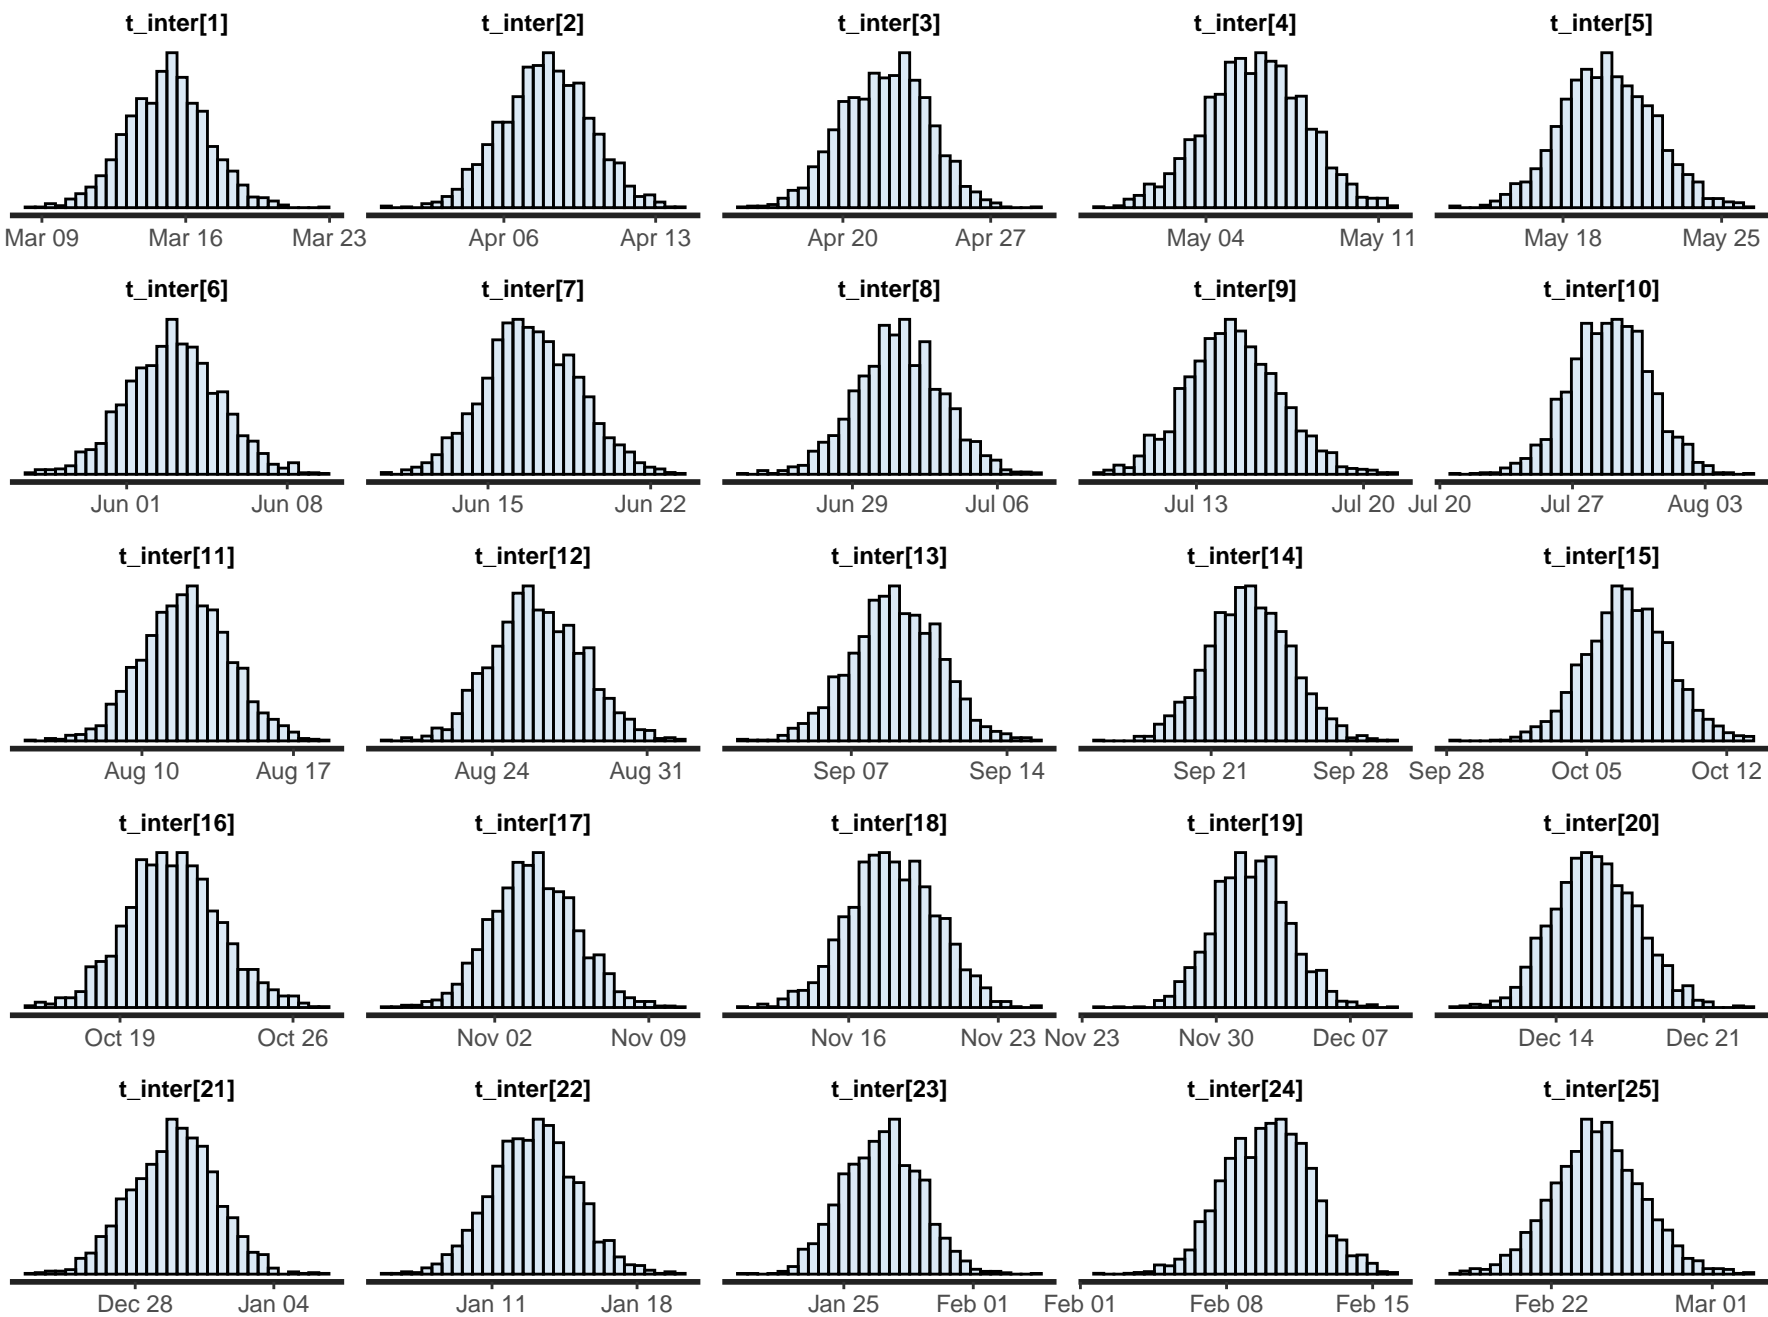 t_inter[1] t_inter[2] t_inter[3] t_inter[4] t_inter[5]
Mar 09 Mar 16 Mar 23 Apr 06 Apr 13 Apr 20 Apr 27 May 04 May 11 May 18 May 25
t_inter[6] t_inter[7] t_inter[8] t_inter[9] t_inter[10]
Jun 01 Jun 08 Jun 15 Jun 22 Jun 29 Jul 06 Jul 13 Jul 20 Jul 20 Jul 27 Aug 03
t_inter[11] t_inter[12] t_inter[13] t_inter[14] t_inter[15]
Aug 10 Aug 17 Aug 24 Aug 31 Sep 07 Sep 14 Sep 21 Sep 28 Sep 28 Oct 05 Oct 12
t_inter[16] t_inter[17] t_inter[18] t_inter[19] t_inter[20]
Oct 19 Oct 26 Nov 02 Nov 09 Nov 16 Nov 23 Nov 23 Nov 30 Dec 07 Dec 14 Dec 21
t_inter[21] t_inter[22] t_inter[23] t_inter[24] t_inter[25]
Dec 28 Jan 04 Jan 11 Jan 18 Jan 25 Feb 01 Feb 01 Feb 08 Feb 15 Feb 22 Mar 01